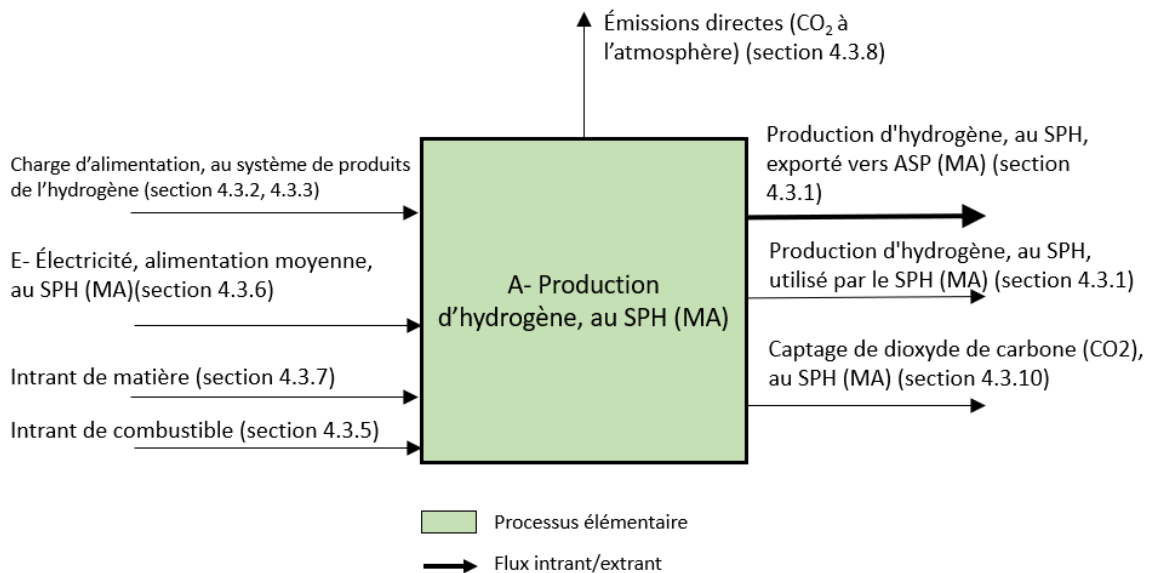 Émissions directes (CO₂ à
l’atmosphère) (section 4.3.8)
Charge d’alimentation, au système de produits
de l’hydrogène (section 4.3.2, 4.3.3)
E- Électricité, alimentation moyenne,
au SPH (MA)(section 4.3.6)
Intrant de matière (section 4.3.7)
Intrant de combustible (section 4.3.5)
A- Production
d’hydrogène, au SPH (MA)
Production d'hydrogène, au SPH,
exporté vers ASP (MA) (section
4.3.1)
Production d'hydrogène, au SPH,
utilisé par le SPH (MA) (section 4.3.1)
Captage de dioxyde de carbone (CO2),
au SPH (MA) (section 4.3.10)
Processus élémentaire
Flux intrant/extrant